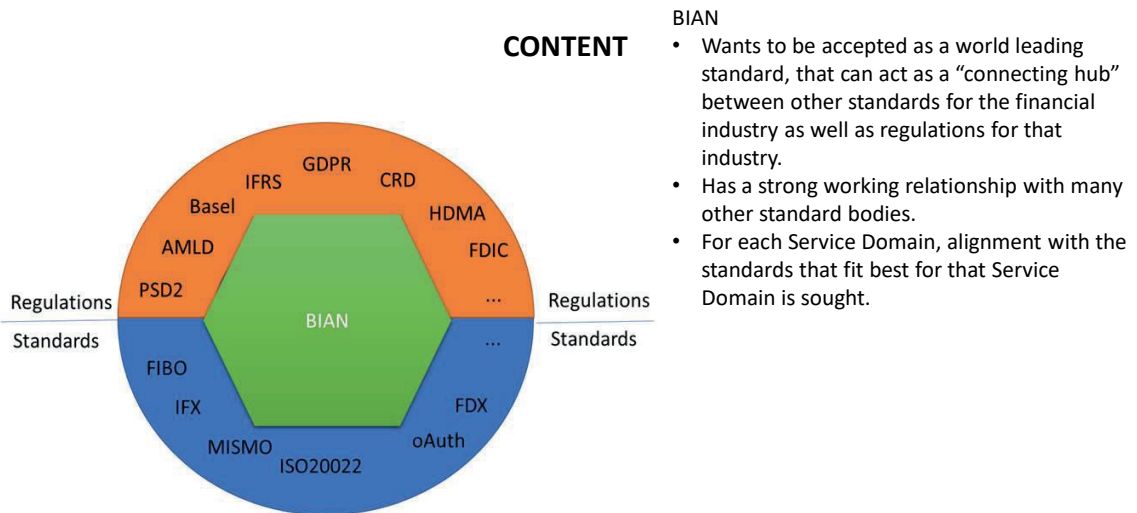 CONTENT
BIAN
• Wants to be accepted as a world leading
standard, that can act as a “connecting hub”
between other standards for the financial
industry as well as regulations for that
industry.
• Has a strong working relationship with many
other standard bodies.
• For each Service Domain, alignment with the
standards that fit best for that Service
Domain is sought.
GDPR
IFRS
CRD
Basel
HDMA
AMLD
FDIC
PSD2
...
Regulations
Regulations
BIAN
Standards
...
Standards
FIBO
IFX
FDX
MISMO
oAuth
ISO20022